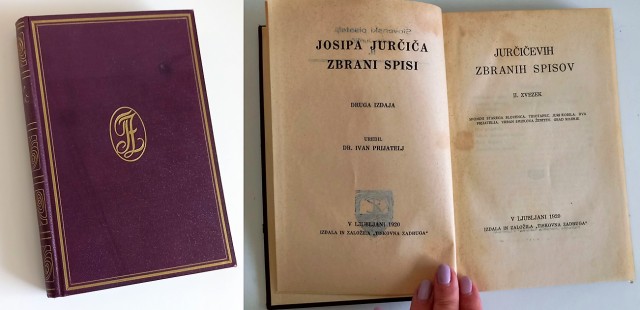 JOSIPA JURČIČA
ZBRANI SPISI
DRUGA IZDAJA
UREDIL
DR. IVAN PRIJATELJ
V LJUBLJANI 1920
IZDALA IN ZALOŽILA „TISKOVNA ZADRUGA“
JURČIČEVIH
ZBRANIH SPISOV
II. ZVEZEK
V LJUBLJANI 1920
IZDALA IN ZALOŽILA „TISKOVNA ZADRUGA“